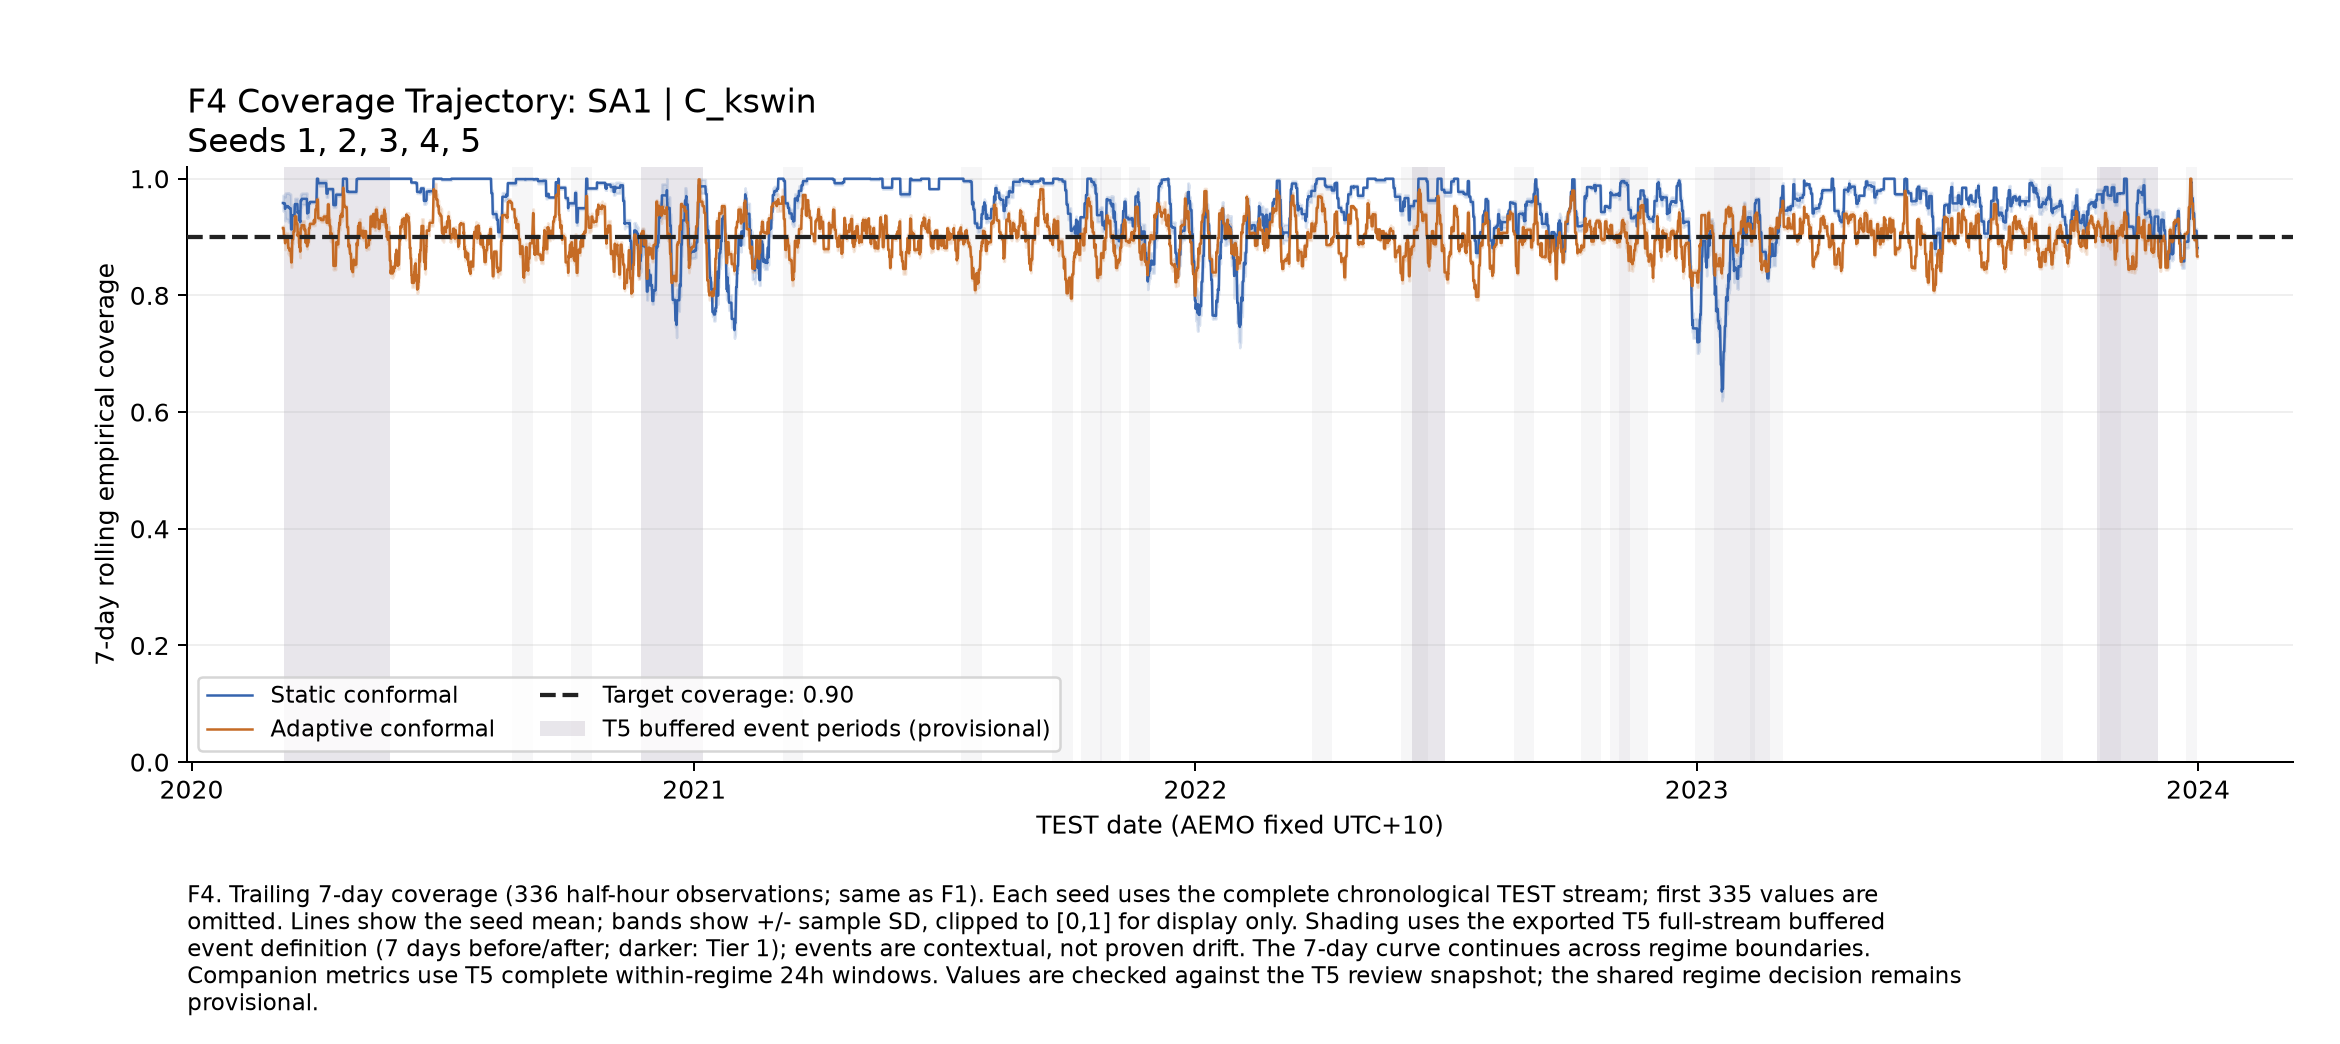 F4 Coverage Trajectory: SA1 | C_kswin
Seeds 1, 2, 3, 4, 5
7-day rolling empirical coverage
1.0
0.8
0.6
0.4
0.2
0.0
Static conformal
Adaptive conformal
Target coverage: 0.90
T5 buffered event periods (provisional)
2020
2021
2022
2023
2024
TEST date (AEMO fixed UTC+10)
F4. Trailing 7-day coverage (336 half-hour observations; same as F1). Each seed uses the complete chronological TEST stream; first 335 values are
omitted. Lines show the seed mean; bands show +/- sample SD, clipped to [0,1] for display only. Shading uses the exported T5 full-stream buffered
event definition (7 days before/after; darker: Tier 1); events are contextual, not proven drift. The 7-day curve continues across regime boundaries.
Companion metrics use T5 complete within-regime 24h windows. Values are checked against the T5 review snapshot; the shared regime decision remains
provisional.